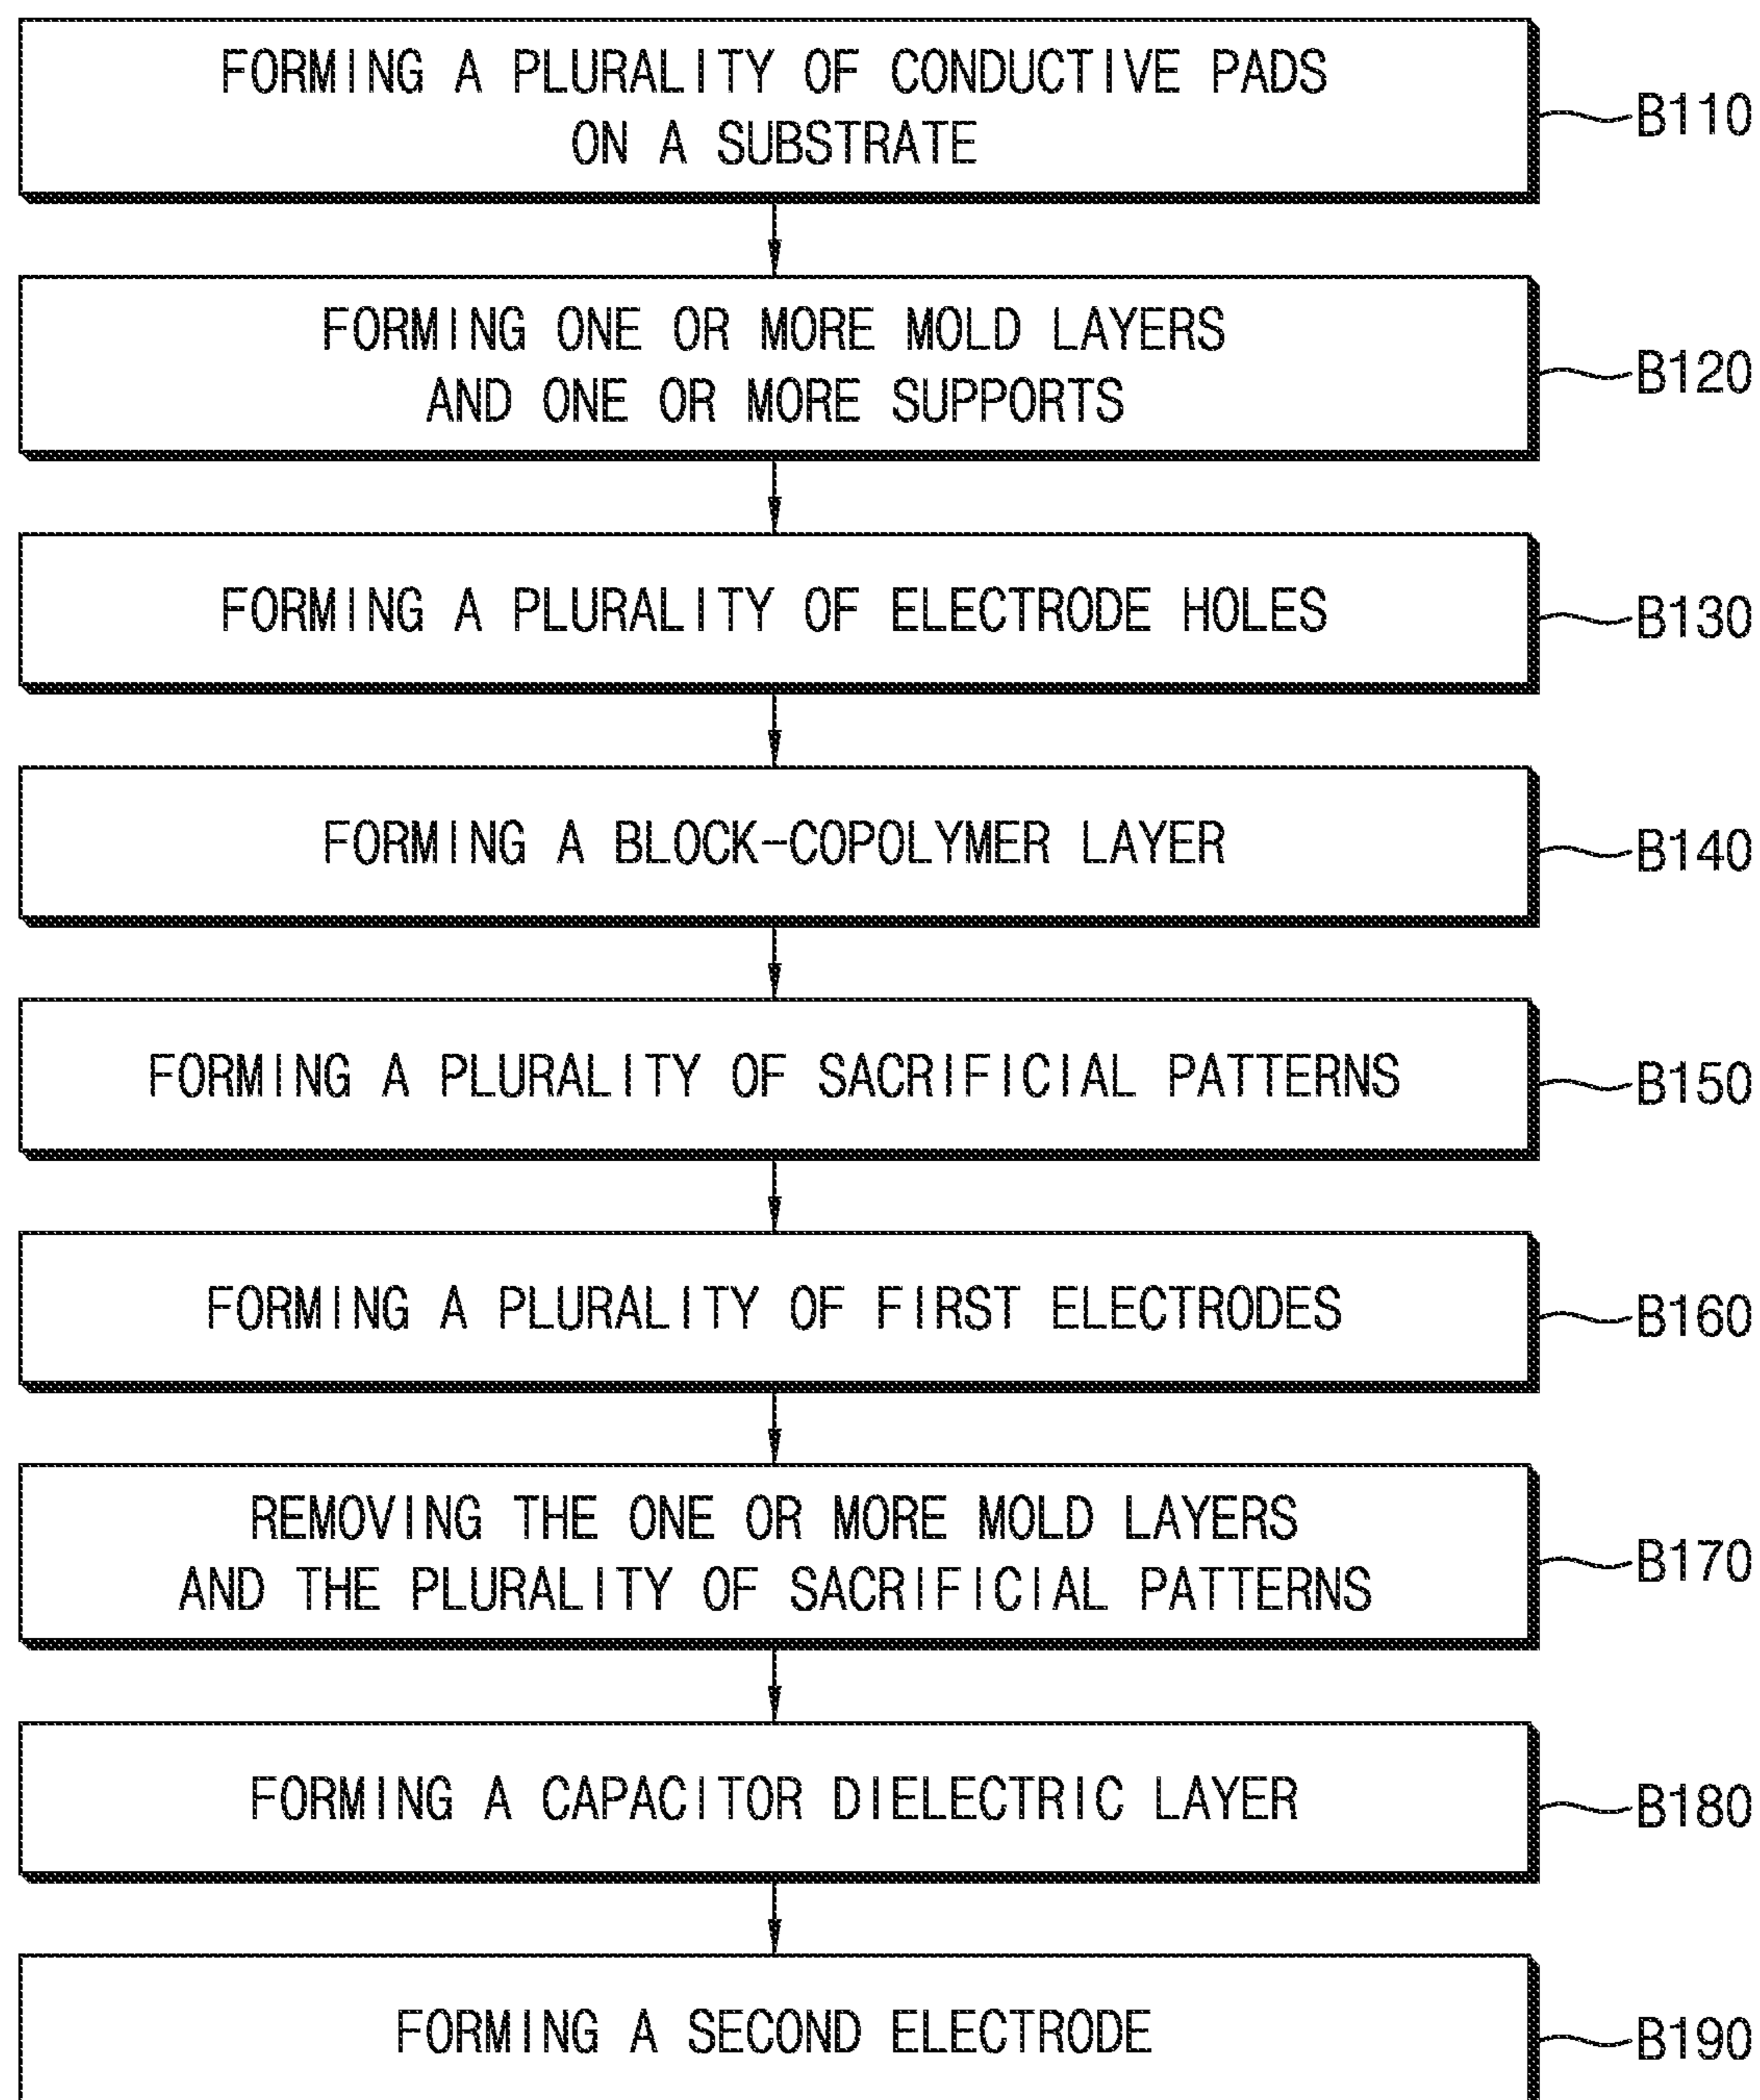 FORMING A PLURALITY OF CONDUCTIVE PADS
ON A SUBSTRATE
B110
FORMING ONE OR MORE MOLD LAYERS
AND ONE OR MORE SUPPORTS
B120
FORMING A PLURALITY OF ELECTRODE HOLES
B130
FORMING A BLOCK-COPOLYMER LAYER
B140
FORMING A PLURALITY OF SACRIFICIAL PATTERNS
B150
FORMING A PLURALITY OF FIRST ELECTRODES
B160
REMOVING THE ONE OR MORE MOLD LAYERS
AND THE PLURALITY OF SACRIFICIAL PATTERNS
B170
FORMING A CAPACITOR DIELECTRIC LAYER
B180
FORMING A SECOND ELECTRODE
B190